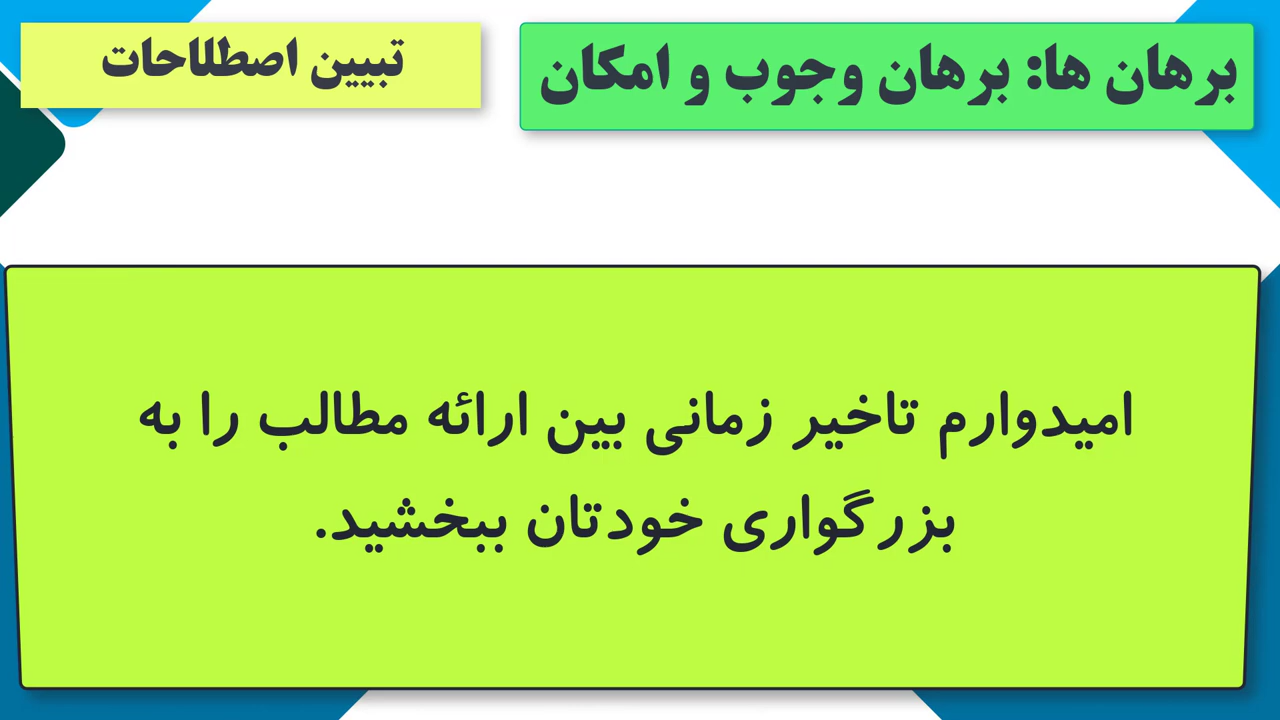 برهان ها: برهان وجوب و امکان
تبیین اصطلاحات
امیدوارم تاخیر زمانی بین ارائه مطالب را به
بزرگواری خودتان ببخشید.